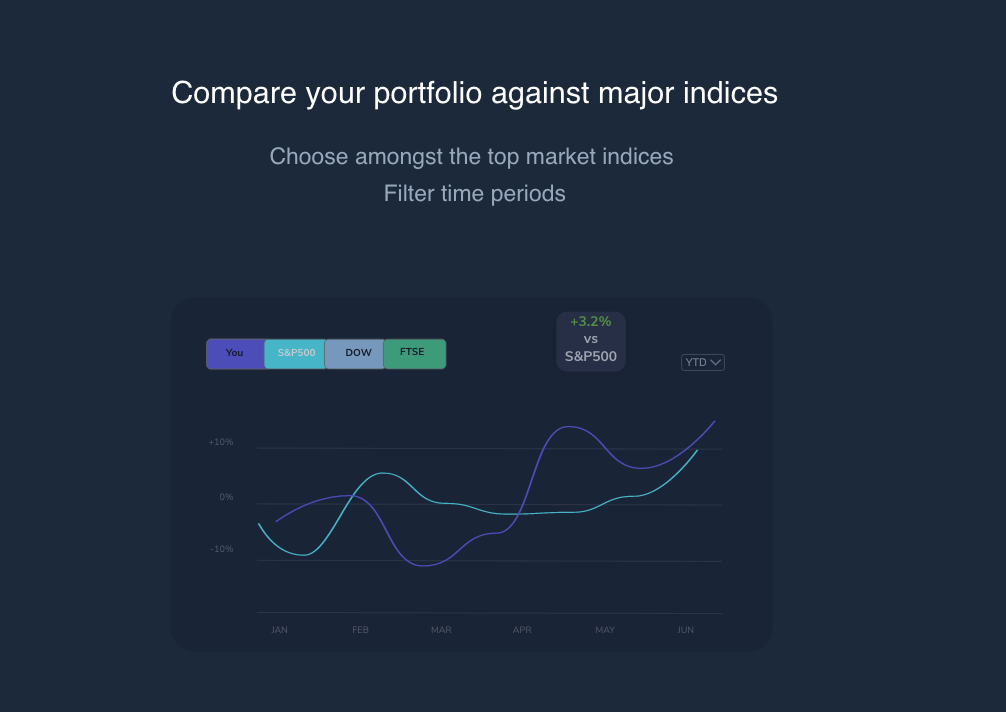 Compare your portfolio against major indices
Choose amongst the top market indices
Filter time periods
+3.2%
vs
S&P500
You S&P500 DOW FTSE
YTD
+10%
0%
-10%
JAN FEB MAR APR MAY JUN